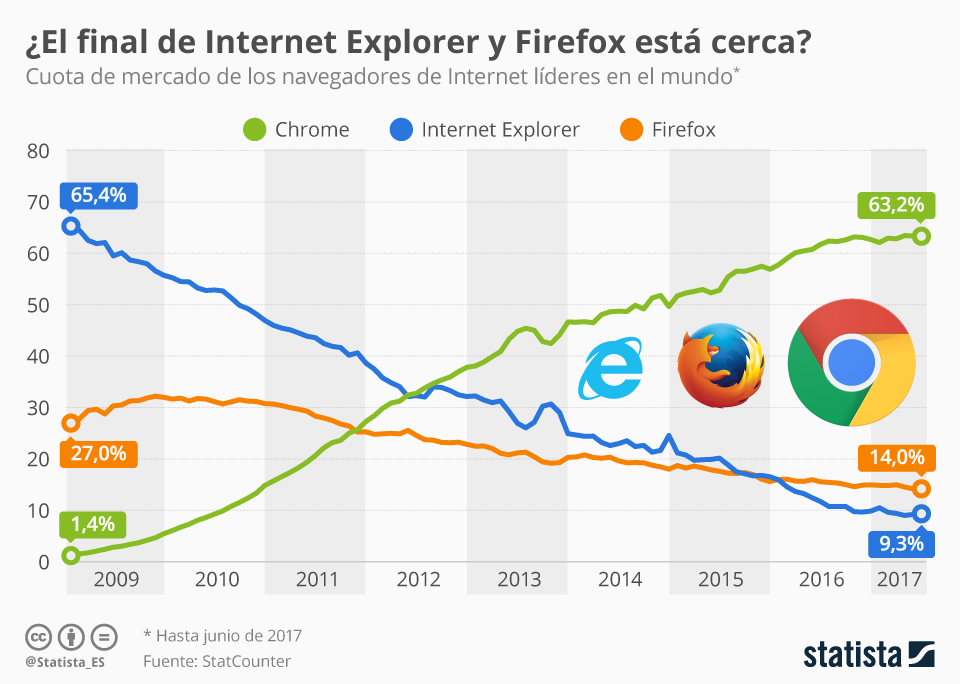 ¿El final de Internet Explorer y Firefox está cerca?
Cuota de mercado de los navegadores de Internet líderes en el mundo*
Chrome Internet Explorer Firefox
80
70
60
50
40
30
20
10
0
65,4%
27,0%
1,4%
63,2%
14,0%
9,3%
2009 2010 2011 2012 2013 2014 2015 2016 2017
cc
@Statista_ES
* Hasta junio de 2017
Fuente: StatCounter
statista